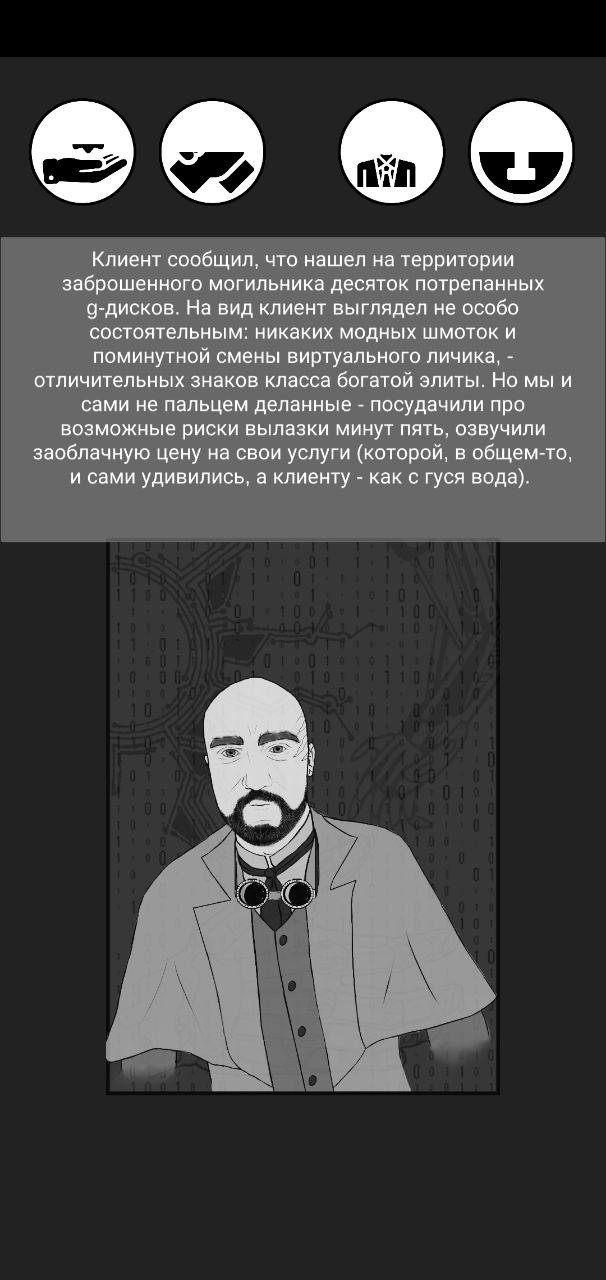 Клиент сообщил, что нашел на территории
заброшенного могильника десяток потрепанных
g-дисков. На вид клиент выглядел не особо
состоятельным: никаких модных шмоток и
поминутной смены виртуального личика, -
отличительных знаков класса богатой элиты. Но мы и
сами не пальцем деланные - посудачили про
возможные риски вылазки минут пять, озвучили
заоблачную цену на свои услуги (которой, в общем-то,
и сами удивились, а клиенту - как с гуся вода).